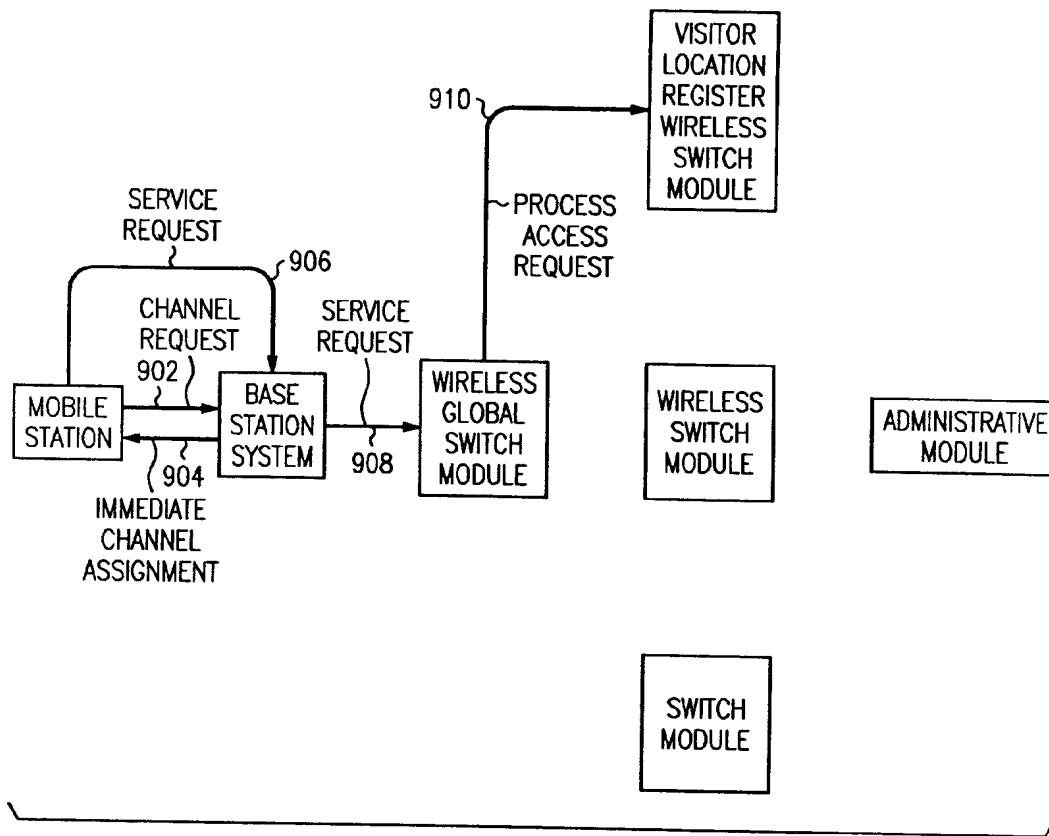 VISITOR
LOCATION
REGISTER
WIRELESS
SWITCH
MODULE
910
PROCESS
ACCESS
REQUEST
SERVICE
REQUEST
906
CHANNEL
REQUEST
902
SERVICE
REQUEST
MOBILE
STATION
BASE
STATION
SYSTEM
904
908
IMMEDIATE
CHANNEL
ASSIGNMENT
WIRELESS
GLOBAL
SWITCH
MODULE
WIRELESS
SWITCH
MODULE
ADMINISTRATIVE
MODULE
SWITCH
MODULE